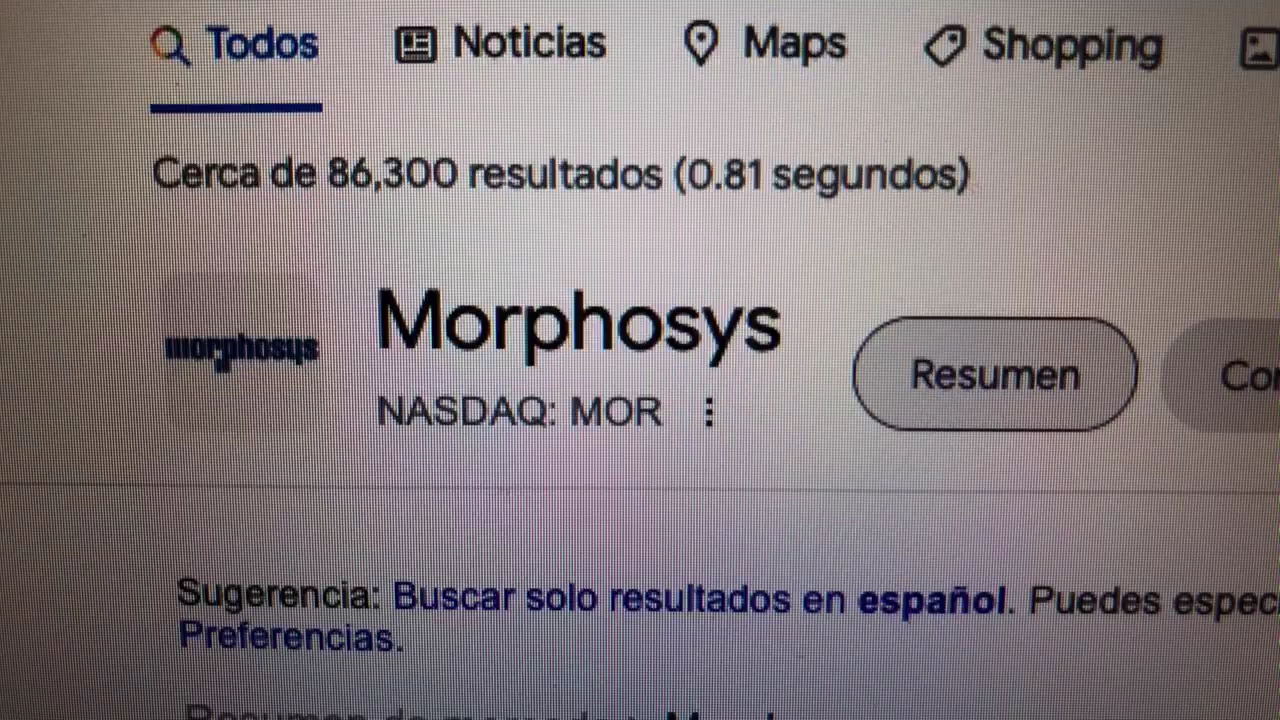 Todos Noticias Maps Shopping
Cerca de 86,300 resultados (0.81 segundos)
morphosys
Morphosys
NASDAQ: MOR
Resumen
Sugerencia: Buscar solo resultados en español. Puedes espec
Preferencias.